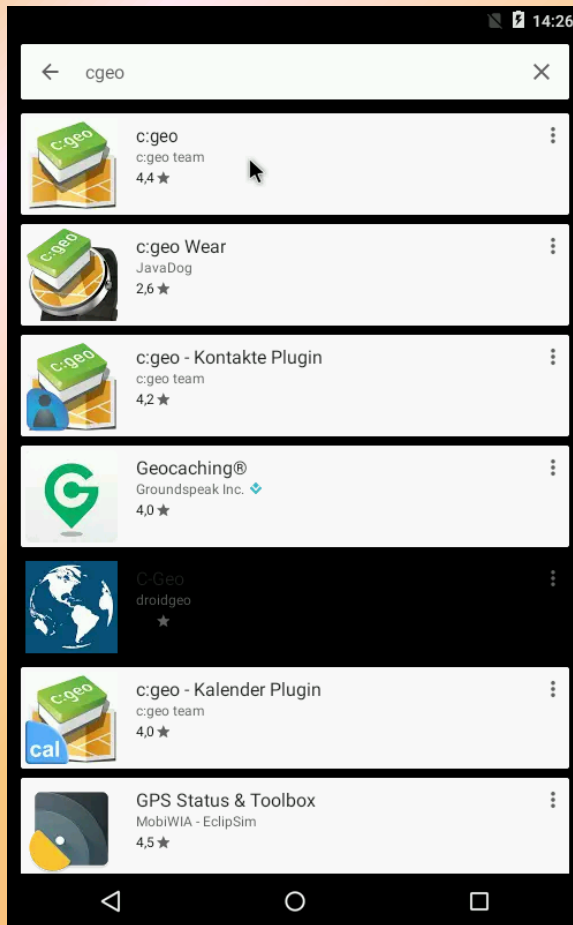 14:26
cgeo
c:geo
c:geo
c:geo team
4,4
c:geo
c:geo Wear
JavaDog
2,6
c:geo
c:geo - Kontakte Plugin
c:geo team
4,2
Geocaching®
Groundspeak Inc.
4,0
C-Geo
droidgeo
c:geo
cal
c:geo - Kalender Plugin
c:geo team
4,0
GPS Status & Toolbox
MobiWIA - EclipSim
4,5